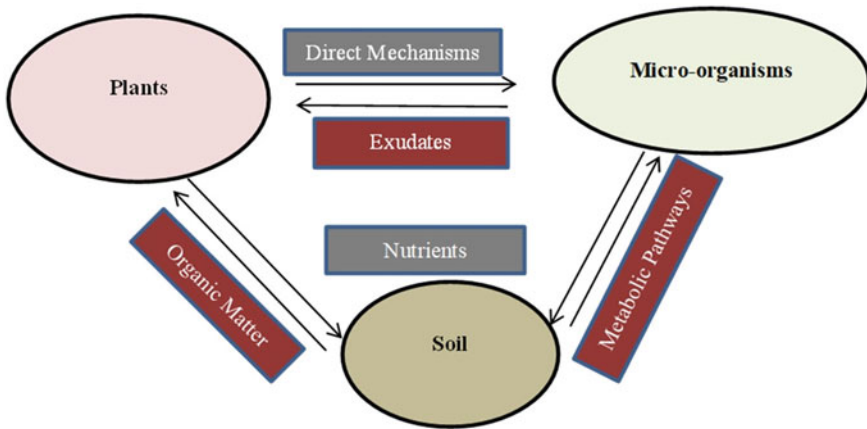 Direct Mechanisms
Plants
Micro-organisms
Exudates
Organic Matter
Nutrients
Metabolic Pathways
Soil